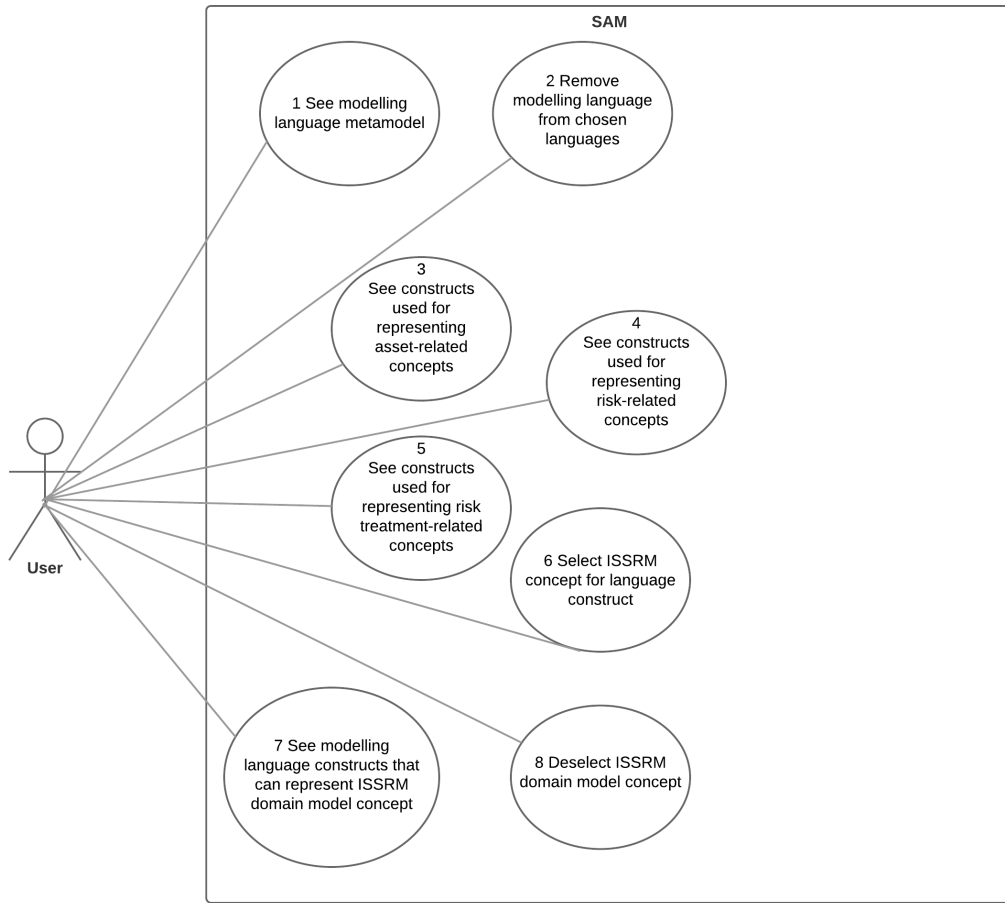 SAM
1 See modelling
language metamodel
2 Remove
modelling language
from chosen
languages
3
See constructs
used for
representing
asset-related
concepts
4
See constructs
used for
representing
risk-related
concepts
5
See constructs
used for
representing risk
treatment-related
concepts
User
6 Select ISSRM
concept for language
construct
7 See modelling
language constructs that
can represent ISSRM
domain model concept
8 Deselect ISSRM
domain model concept